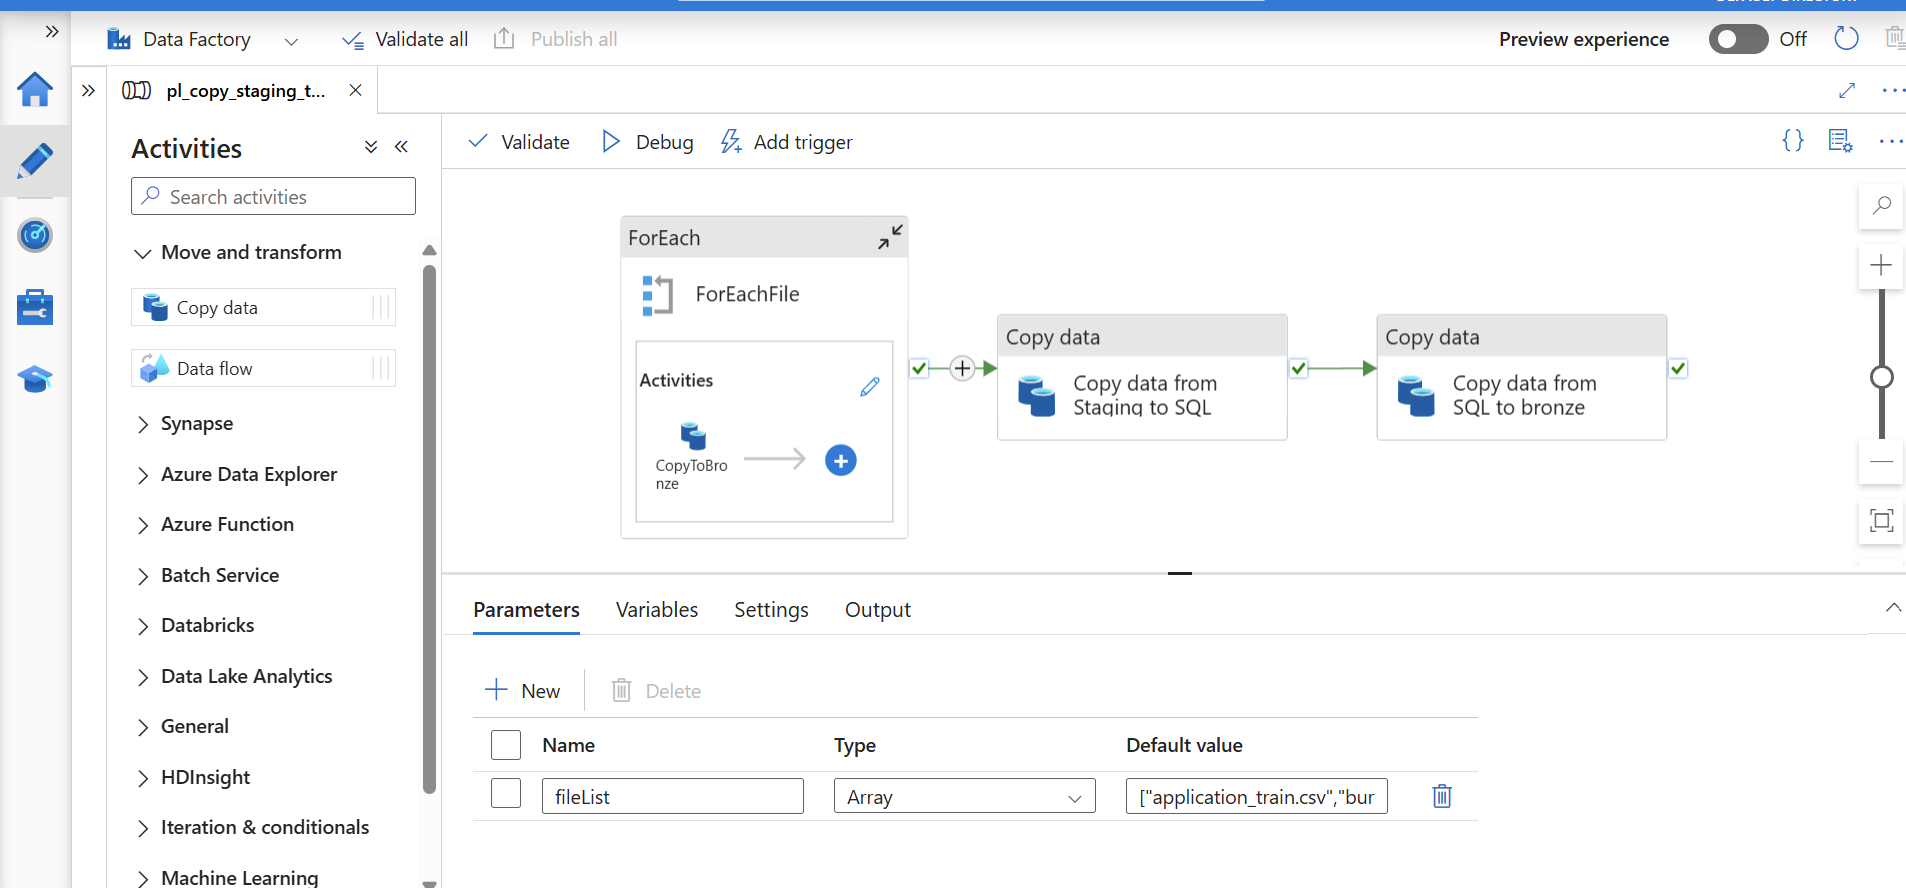 Data Factory
Validate all
Publish all
Preview experience
Off
pl_copy_staging_t...
Activities
Search activities
Move and transform
Copy data
Data flow
Synapse
Azure Data Explorer
Azure Function
Batch Service
Databricks
Data Lake Analytics
General
HDInsight
Iteration & conditionals
Machine Learning
Validate
Debug
Add trigger
{}
ForEach
ForEachFile
Activities
CopyToBro
nze
Copy data
Copy data from
Staging to SQL
Copy data
Copy data from
SQL to bronze
Parameters
Variables
Settings
Output
New
Delete
Name
Type
Default value
fileList
Array
["application_train.csv","bur